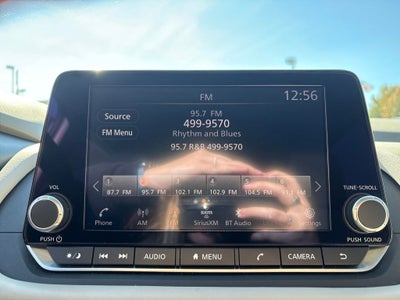 FM
12:56
Source
95.7 FM
499-9570
FM Menu
Rhythm and Blues
95.7 R&B 499-9570
1 2 3 4 5
87.7 FM 95.7 FM 102.1 FM 102.9 FM 104.5 FM
VOL
TUNE•SCROLL
Phone AM FM SiriusXM BT Audio Settings
PUSH
PUSH SOUND
AUDIO MENU CAMERA